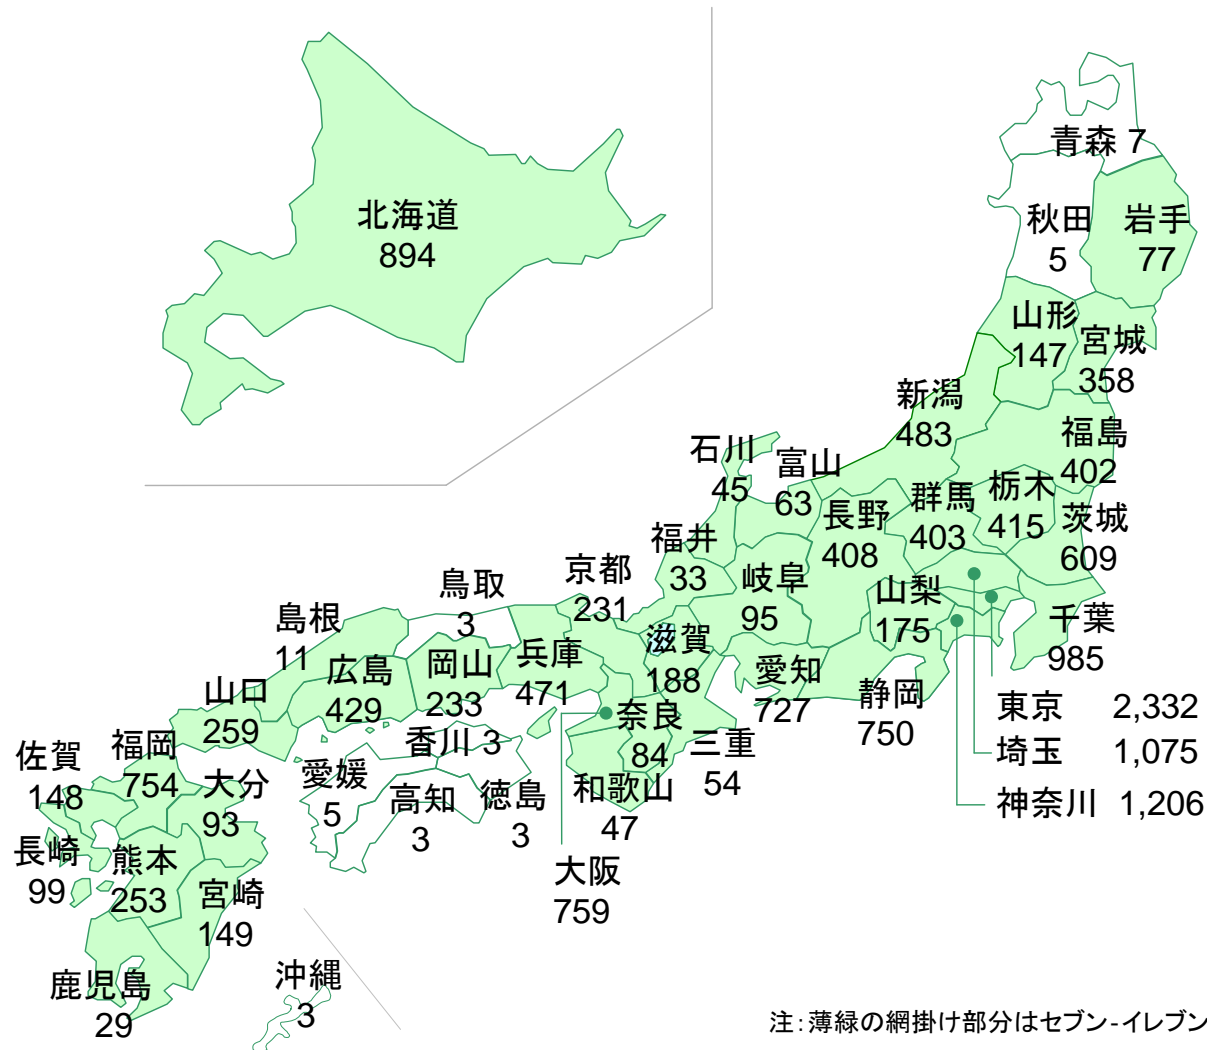 北海道
894
青森 7
秋田
5
岩手
77
山形
147
宮城
358
新潟
483
福島
402
石川
45
富山
63
長野
408
群馬
403
栃木
415
茨城
609
福井
33
岐阜
95
山梨
175
千葉
985
鳥取
3
京都
231
島根
11
広島
429
岡山
233
兵庫
471
滋賀
188
愛知
727
静岡
750
東京 2,332
埼玉 1,075
神奈川 1,206
山口
259
香川 3
奈良
84
三重
54
佐賀
148
福岡
754
大分
93
愛媛
5
高知
3
徳島
3
和歌山
47
長崎
99
熊本
253
宮崎
149
大阪
759
鹿児島
29
沖縄
3
注：薄緑の網掛け部分はセブン-イレブン